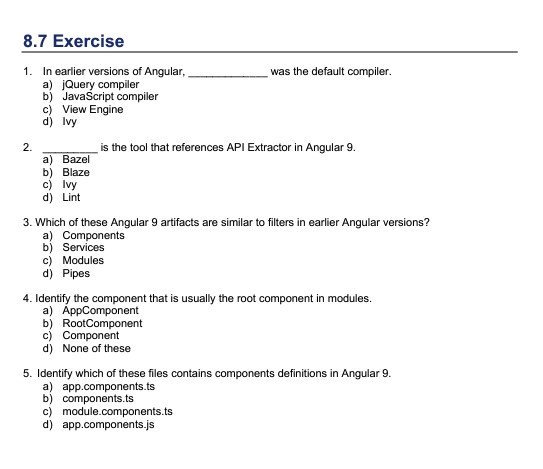 8.7 Exercise
1. In earlier versions of Angular, _____________ was the default compiler.
a) jQuery compiler
b) JavaScript compiler
c) View Engine
d) Ivy
2. _________ is the tool that references API Extractor in Angular 9.
a) Bazel
b) Blaze
c) Ivy
d) Lint
3. Which of these Angular 9 artifacts are similar to filters in earlier Angular versions?
a) Components
b) Services
c) Modules
d) Pipes
4. Identify the component that is usually the root component in modules.
a) AppComponent
b) RootComponent
c) Component
d) None of these
5. Identify which of these files contains components definitions in Angular 9.
a) app.components.ts
b) components.ts
c) module.components.ts
d) app.components.js